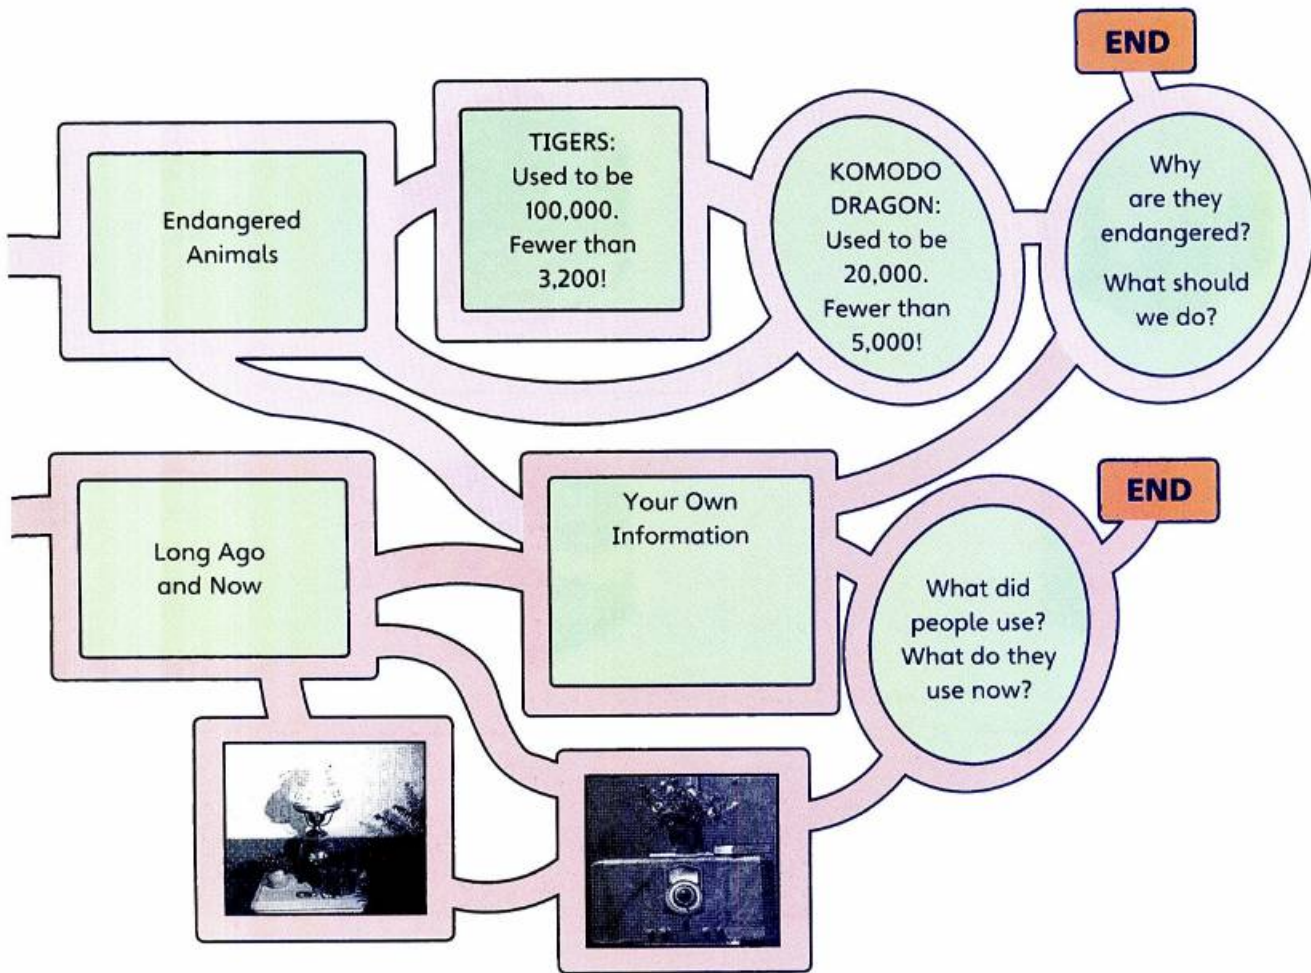 END
Endangered
Animals
TIGERS:
Used to be
100,000.
Fewer than
3,200!
KOMODO
DRAGON:
Used to be
20,000.
Fewer than
5,000!
Why
are they
endangered?
What should
we do?
Long Ago
and Now
Your Own
Information
END
What did
people use?
What do they
use now?